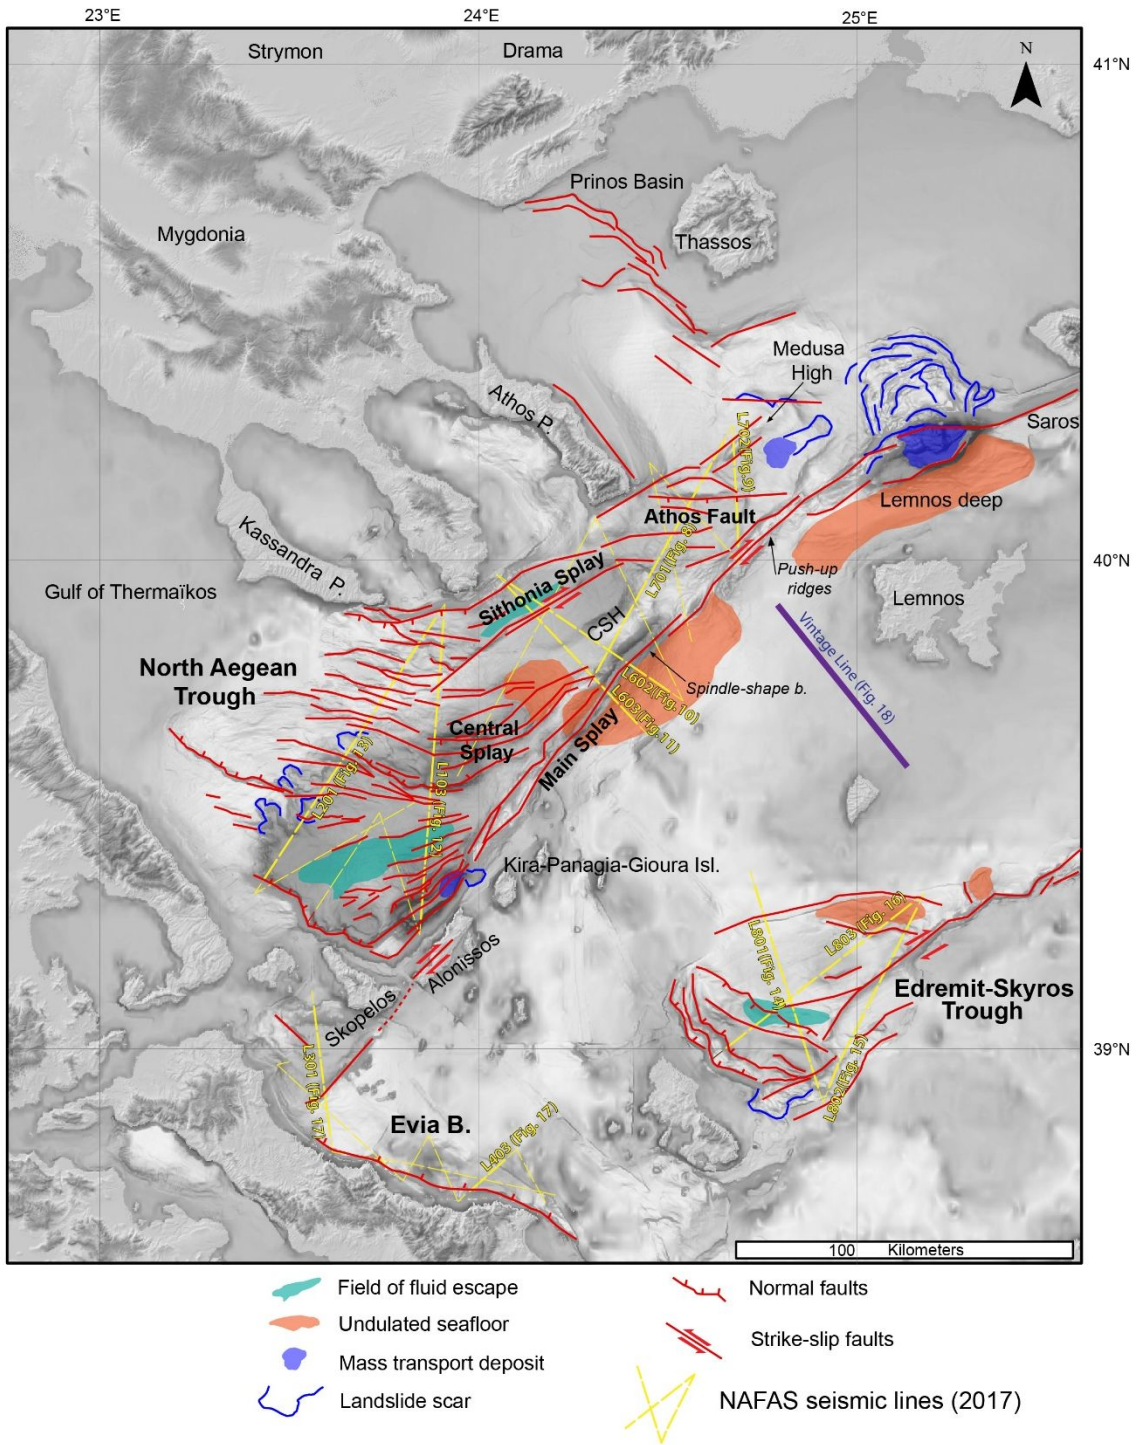 23°E
24°E
25°E
Strymon
Drama
N
41°N
Prinos Basin
Mygdonia
Thassos
Medusa
High
Athos P.
Saros
L702(Fig.9)
Lemnos deep
Athos Fault
Kassandra P.
L701(Fig. 8)
40°N
Push-up
ridges
Sithonia Splay
Gulf of Thermaïkos
Lemnos
CSH
Vintage Line (Fig. 18)
North Aegean
Trough
L602(Fig.10)
Spindle-shape b.
L603(Fig.11)
Central
Splay
Main Splay
L201(Fig. 13)
L103 (Fig. 12)
Kira-Panagia-Gioura Isl.
L803 (Fig. 16)
L801(Fig. 14)
Alonissos
Edremit-Skyros
Trough
Skopelos
39°N
L301 (Fig. 17)
L802(Fig. 15)
Evia B.
L403 (Fig. 17)
100 Kilometers
Field of fluid escape
Normal faults
Undulated seafloor
Strike-slip faults
Mass transport deposit
Landslide scar
NAFAS seismic lines (2017)